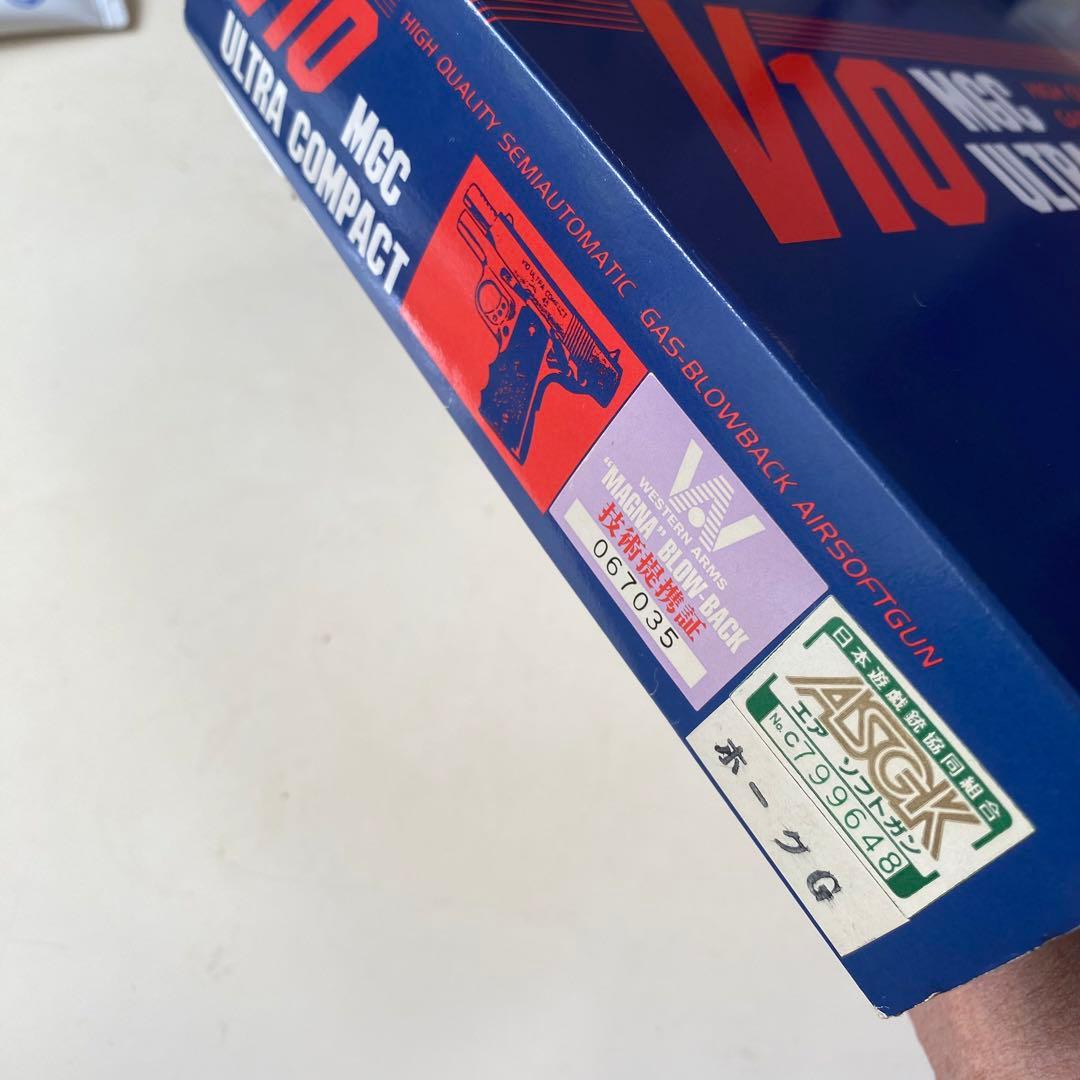 V10
MGC
ULTRA
10
MGC
ULTRA COMPACT
HIGH QUALITY SEMIAUTOMATIC GAS-BLOWBACK AIRSOFTGUN
V10 ULTRA COMPACT
WESTERN ARMS
"MAGNA" BLOW-BACK
技術提携証
067035
日本遊戯銃協同組合
ASGK
エアソフトガン
No.C799648
ホーグG